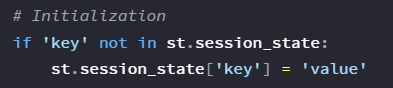 # Initialization
if 'key' not in st.session_state:
    st.session_state['key'] = 'value'